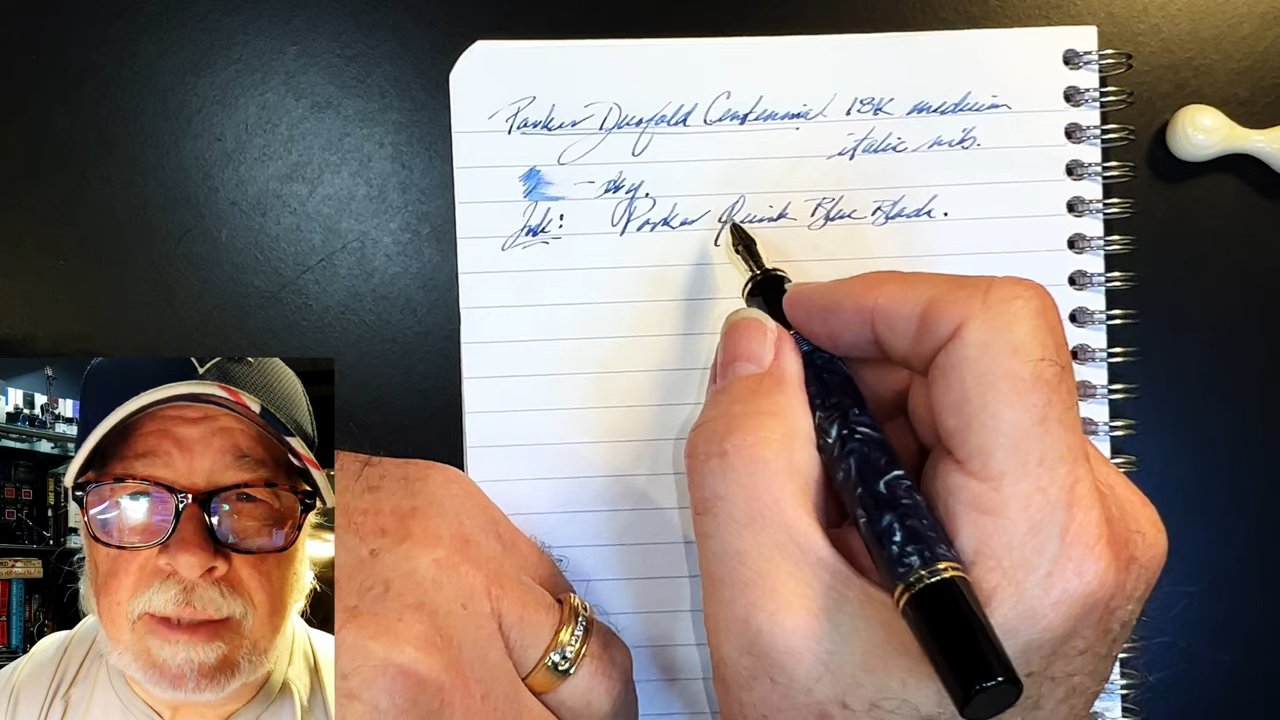 Parker Duofold Centennial 18K medium
italic nib.
- dry.
Ink: Parker Quink Blue Black.